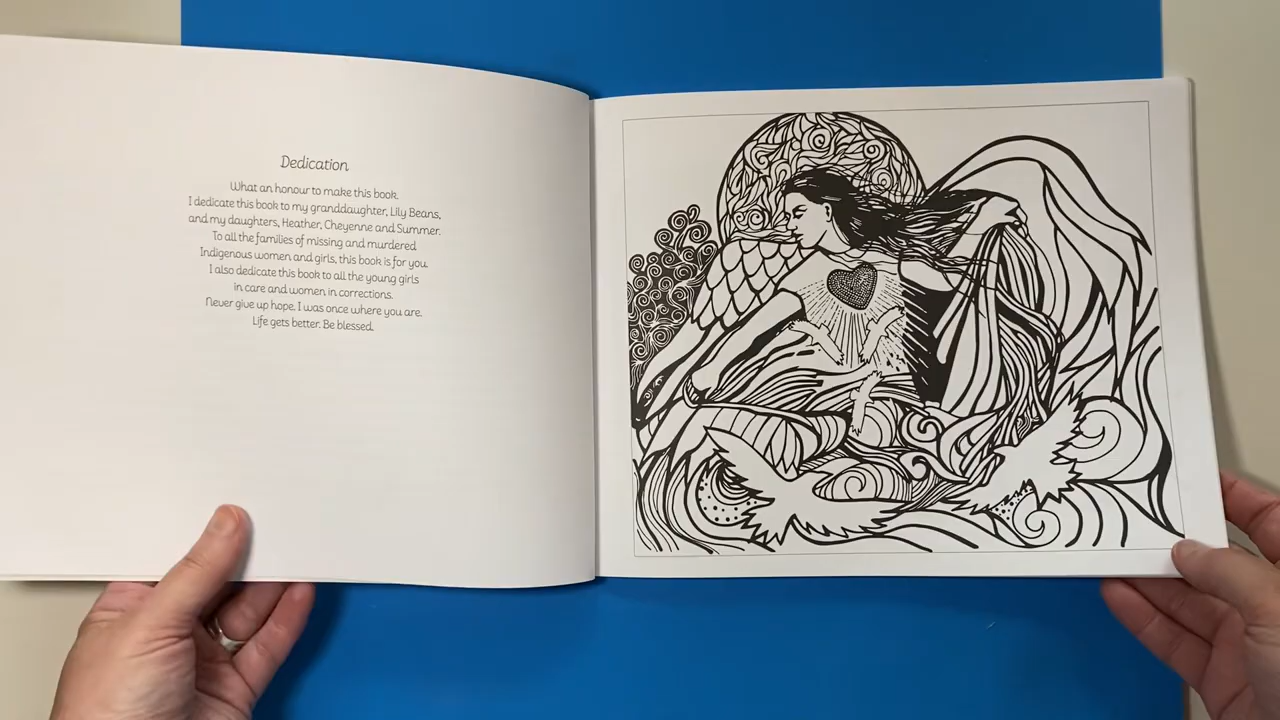 Dedication
What an honour to make this book.
I dedicate this book to my granddaughter, Lily Beans,
and my daughters, Heather, Cheyenne and Summer.
To all the families of missing and murdered
Indigenous women and girls, this book is for you.
I also dedicate this book to all the young girls
in care and women in corrections.
Never give up hope. I was once where you are.
Life gets better. Be blessed.